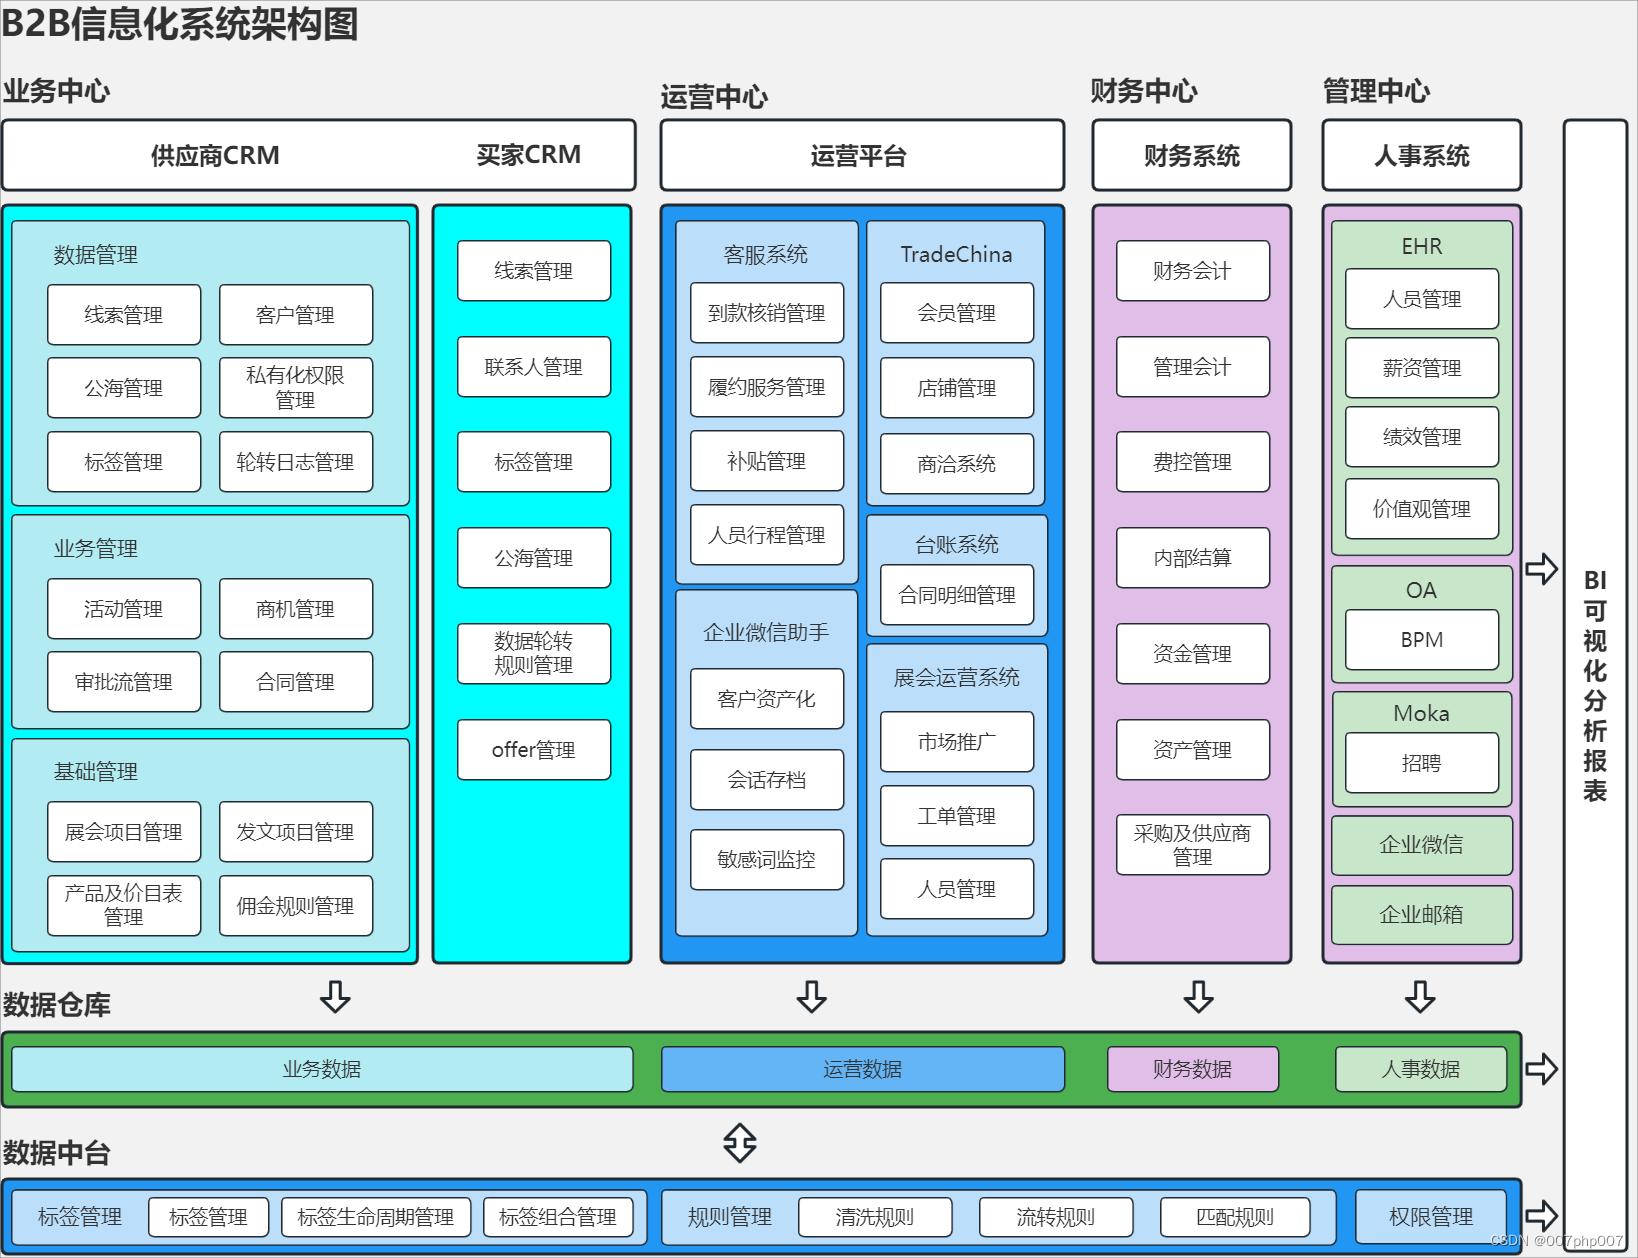 B2B信息化系统架构图
业务中心
供应商CRM
买家CRM
数据管理
线索管理
客户管理
公海管理
私有化权限
管理
标签管理
轮转日志管理
业务管理
活动管理
商机管理
审批流管理
合同管理
基础管理
展会项目管理
发文项目管理
产品及价目表
管理
佣金规则管理
线索管理
联系人管理
标签管理
公海管理
数据轮转
规则管理
offer管理
运营中心
运营平台
客服系统
到款核销管理
履约服务管理
补贴管理
人员行程管理
企业微信助手
客户资产化
会话存档
敏感词监控
TradeChina
会员管理
店铺管理
商洽系统
台账系统
合同明细管理
展会运营系统
市场推广
工单管理
人员管理
财务中心
财务系统
财务会计
管理会计
费控管理
内部结算
资金管理
资产管理
采购及供应商
管理
管理中心
人事系统
EHR
人员管理
薪资管理
绩效管理
价值观管理
OA
BPM
Moka
招聘
企业微信
企业邮箱
BI
可
视
化
分
析
报
表
数据仓库
业务数据
运营数据
财务数据
人事数据
数据中台
标签管理
标签管理
标签生命周期管理
标签组合管理
规则管理
清洗规则
流转规则
匹配规则
权限管理
CSDN @007php007